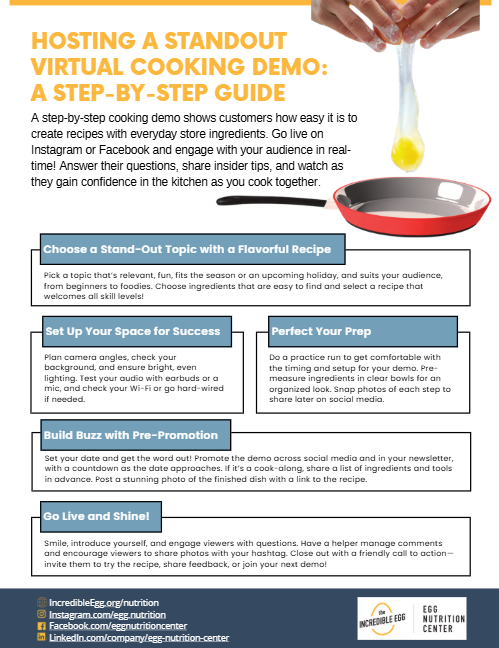 HOSTING A STANDOUT
VIRTUAL COOKING DEMO:
A STEP-BY-STEP GUIDE
A step-by-step cooking demo shows customers how easy it is to
create recipes with everyday store ingredients. Go live on
Instagram or Facebook and engage with your audience in real-
time! Answer their questions, share insider tips, and watch as
they gain confidence in the kitchen as you cook together.
Choose a Stand-Out Topic with a Flavorful Recipe
Pick a topic that's relevant, fun, fits the season or an upcoming holiday, and suits your audience,
from beginners to foodies. Choose ingredients that are easy to find and select a recipe that
welcomes all skill levels!
Set Up Your Space for Success
Plan camera angles, check your
background, and ensure bright, even
lighting. Test your audio with earbuds or a
mic, and check your Wi-Fi or go hard-wired
if needed.
Perfect Your Prep
Do a practice run to get comfortable with
the timing and setup for your demo. Pre-
measure ingredients in clear bowls for an
organized look. Snap photos of each step to
share later on social media.
Build Buzz with Pre-Promotion
Set your date and get the word out! Promote the demo across social media and in your newsletter,
with a countdown as the date approaches. If it's a cook-along, share a list of ingredients and tools
in advance. Post a stunning photo of the finished dish with a link to the recipe.
Go Live and Shine!
Smile, introduce yourself, and engage viewers with questions. Have a helper manage comments
and encourage viewers to share photos with your hashtag. Close out with a friendly call to action—
invite them to try the recipe, share feedback, or join your next demo!
IncredibleEgg.org/nutrition
Instagram.com/egg.nutrition
Facebook.com/eggnutritioncenter
LinkedIn.com/company/egg-nutrition-center
the
INCREDIBLE EGG
EGG
NUTRITION
CENTER